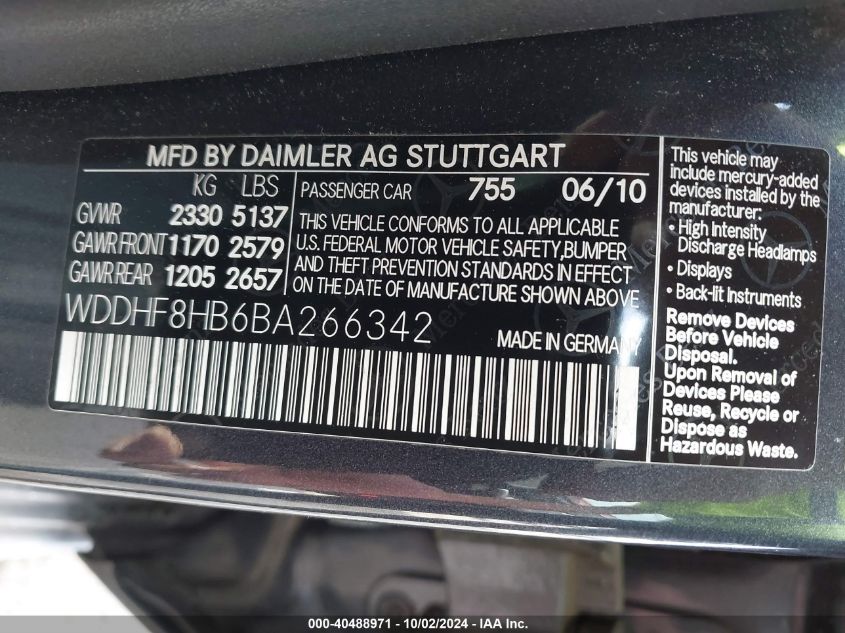 MFD BY DAIMLER AG STUTTGART
KG LBS
GVWR 2330 5137
GAWR FRONT 1170 2579
GAWR REAR 1205 2657
PASSENGER CAR 755 06/10
THIS VEHICLE CONFORMS TO ALL APPLICABLE
U.S. FEDERAL MOTOR VEHICLE SAFETY,BUMPER
AND THEFT PREVENTION STANDARDS IN EFFECT
ON THE DATE OF MANUFACTURE SHOWN ABOVE.
WDDHF8HB6BA266342
MADE IN GERMANY
This vehicle may
include mercury-added
devices installed by the
manufacturer:
• High Intensity
Discharge Headlamps
• Displays
• Back-lit Instruments
Remove Devices
Before Vehicle
Disposal.
Upon Removal of
Devices Please
Reuse, Recycle or
Dispose as
Hazardous Waste.
000-40488971 - 10/02/2024 - IAA Inc.